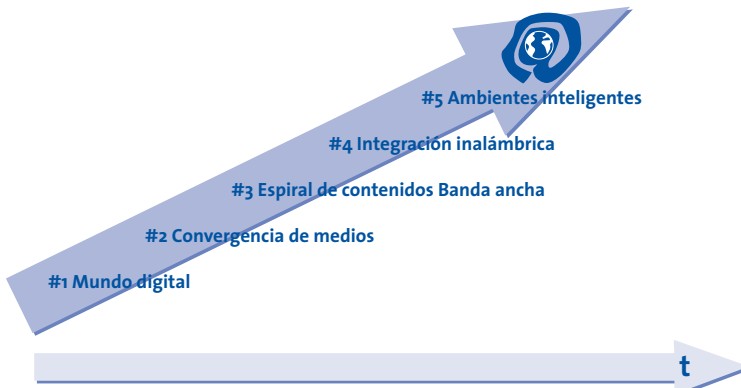 #5 Ambientes inteligentes
#4 Integración inalámbrica
#3 Espiral de contenidos Banda ancha
#2 Convergencia de medios
#1 Mundo digital
t